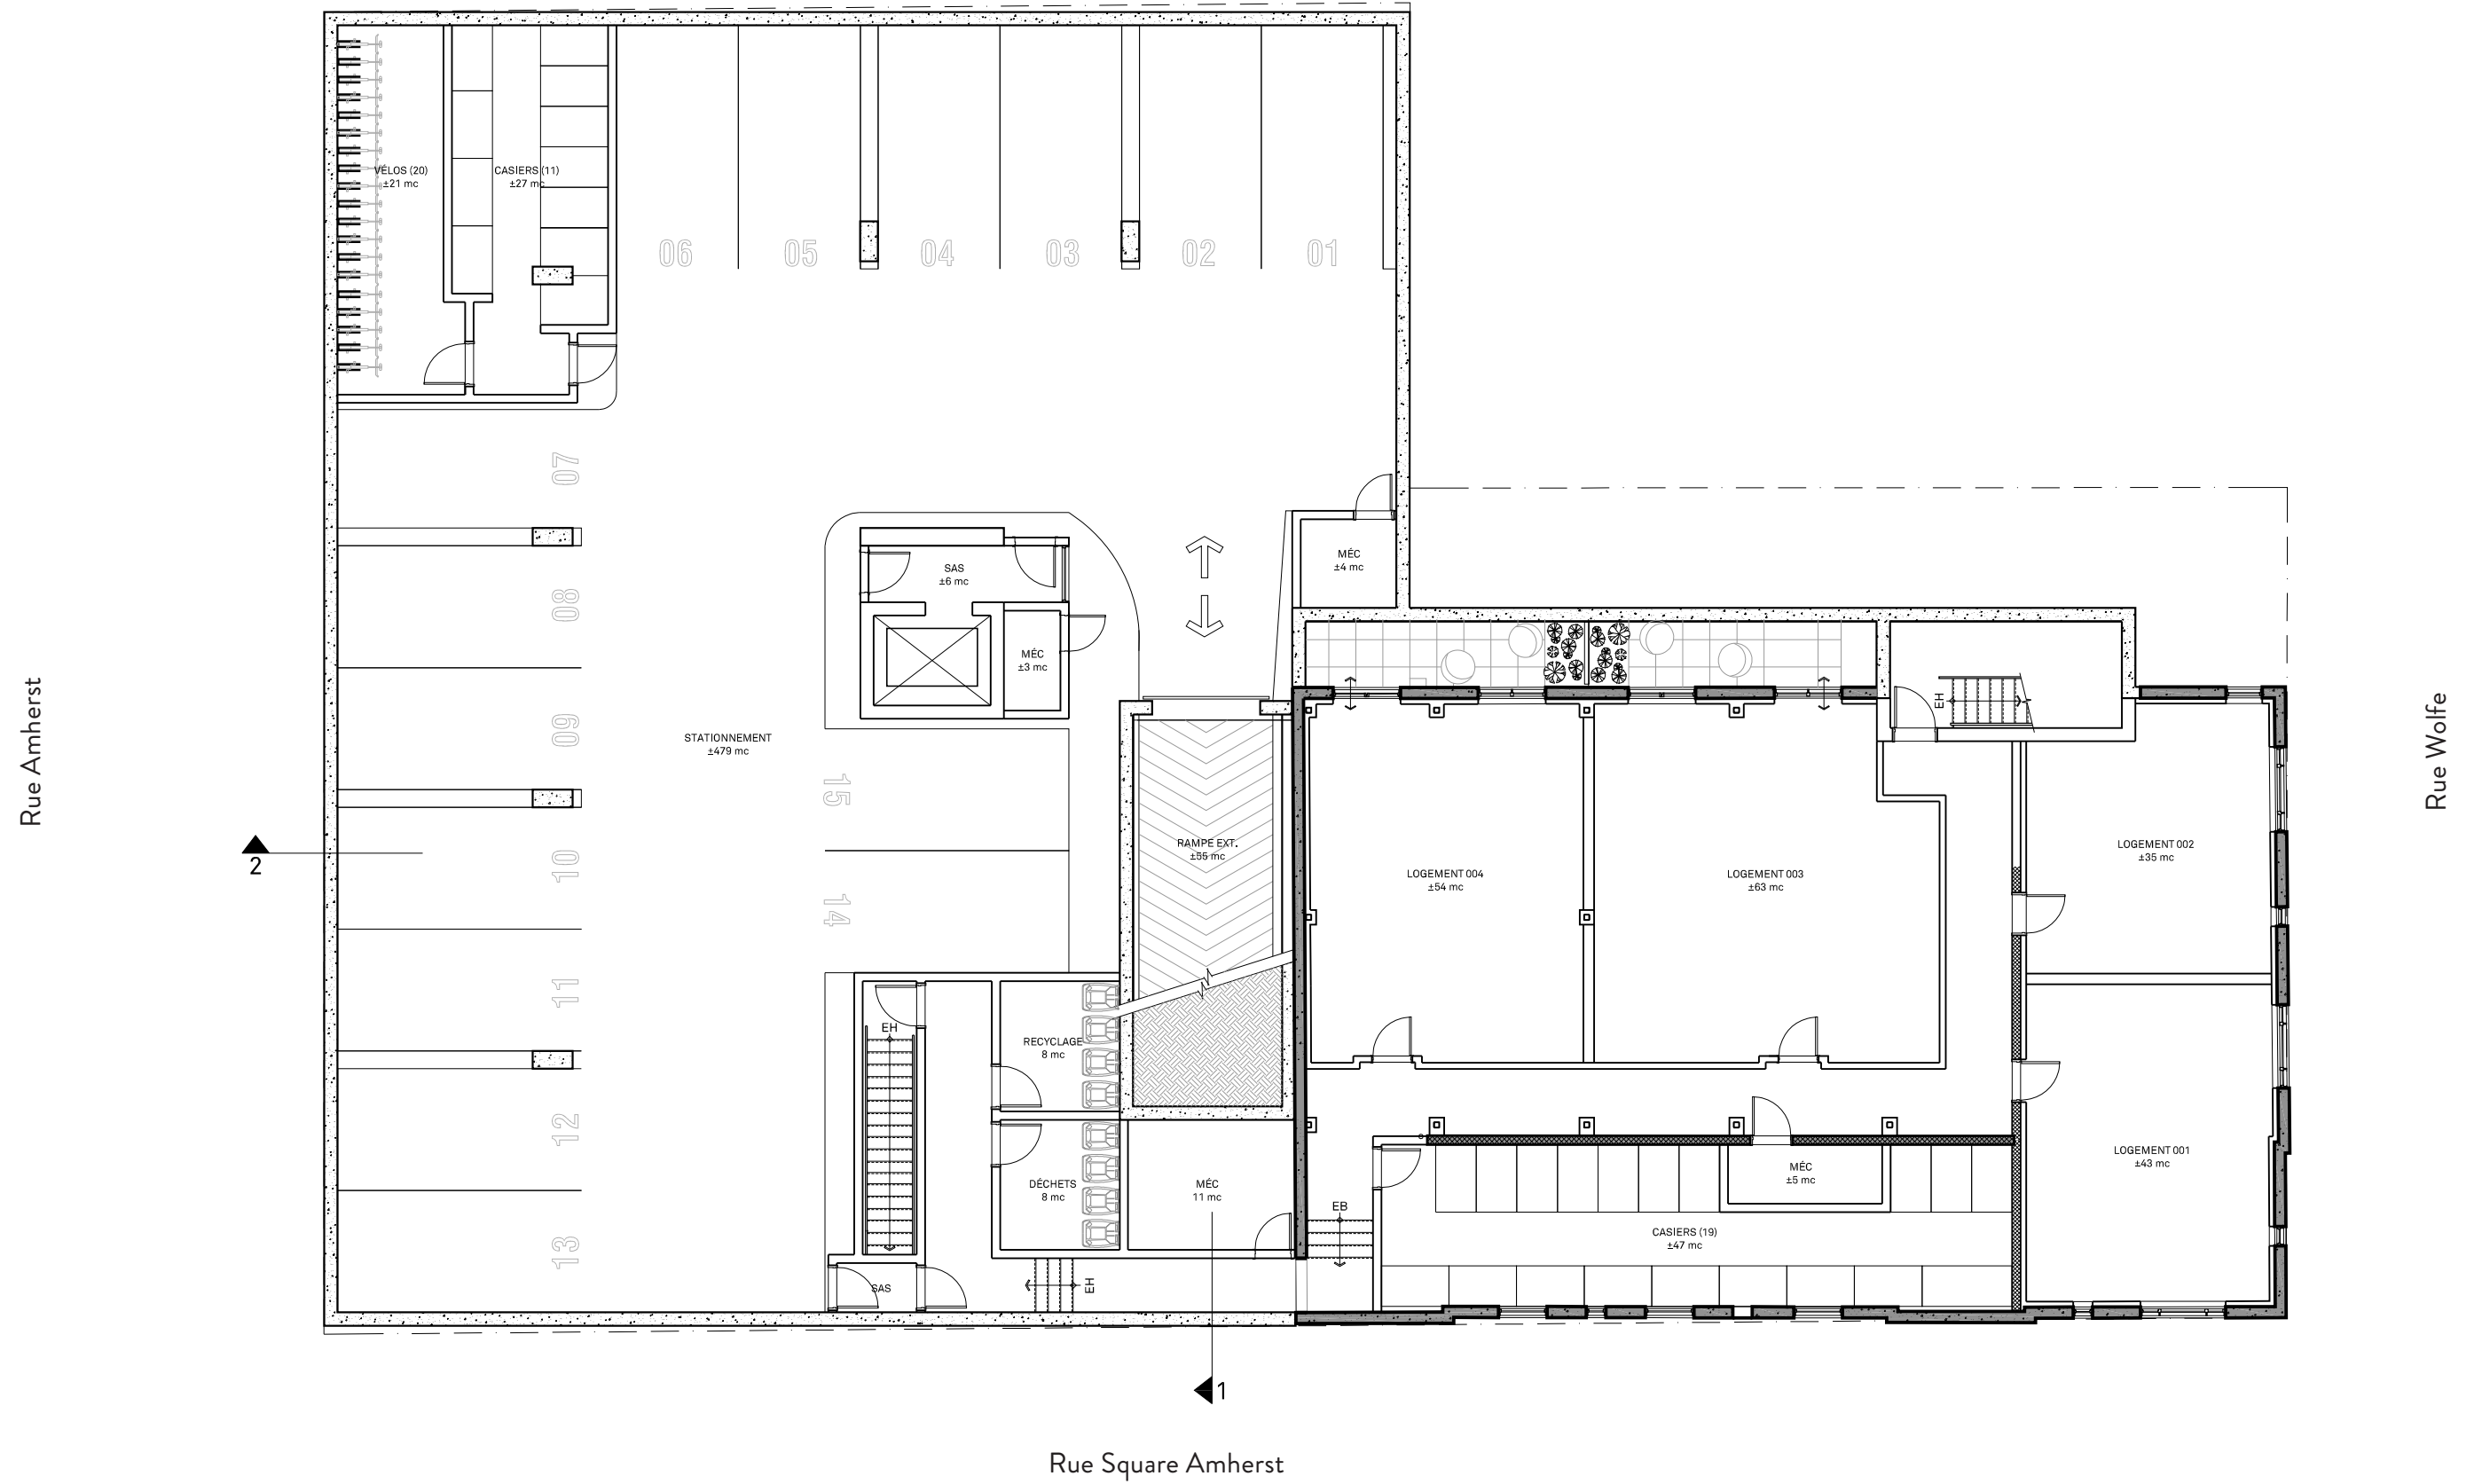 VÉLOS (20)
±21 mc
CASIERS (11)
±27 mc
06
05
04
03
02
01
07
08
09
10
11
12
13
SAS
±6 mc
MÉC
±3 mc
MÉC
±4 mc
STATIONNEMENT
±479 mc
15
14
RAMPE EXT.
±55 mc
EH
LOGEMENT 004
±54 mc
LOGEMENT 003
±63 mc
LOGEMENT 002
±35 mc
EH
RECYCLAGE
8 mc
DÉCHETS
8 mc
MÉC
11 mc
EB
MÉC
±5 mc
CASIERS (19)
±47 mc
LOGEMENT 001
±43 mc
SAS
EH
2
1
Rue Amherst
Rue Wolfe
Rue Square Amherst